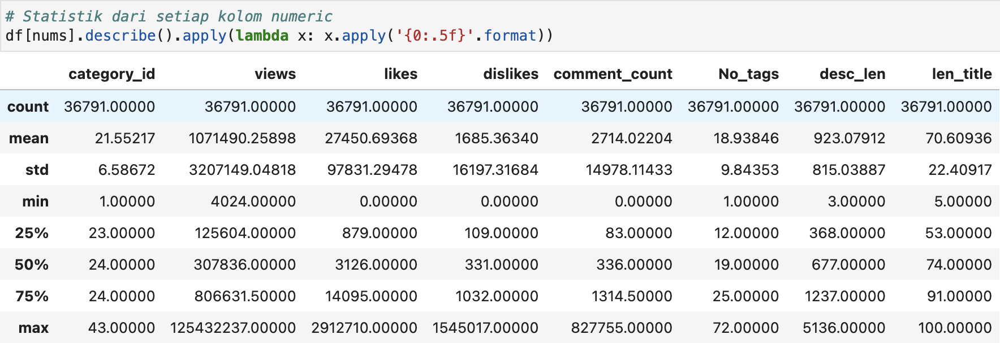 # Statistik dari setiap kolom numeric
df[nums].describe().apply(lambda x: x.apply('{0:.5f}'.format))
category_id views likes dislikes comment_count No_tags desc_len len_title
count 36791.00000 36791.00000 36791.00000 36791.00000 36791.00000 36791.00000 36791.00000 36791.00000
mean 21.55217 1071490.25898 27450.69368 1685.36340 2714.02204 18.93846 923.07912 70.60936
std 6.58672 3207149.04818 97831.29478 16197.31684 14978.11433 9.84353 815.03887 22.40917
min 1.00000 4024.00000 0.00000 0.00000 0.00000 1.00000 3.00000 5.00000
25% 23.00000 125604.00000 879.00000 109.00000 83.00000 12.00000 368.00000 53.00000
50% 24.00000 307836.00000 3126.00000 331.00000 336.00000 19.00000 677.00000 74.00000
75% 24.00000 806631.50000 14095.00000 1032.00000 1314.50000 25.00000 1237.00000 91.00000
max 43.00000 125432237.00000 2912710.00000 1545017.00000 827755.00000 72.00000 5136.00000 100.00000